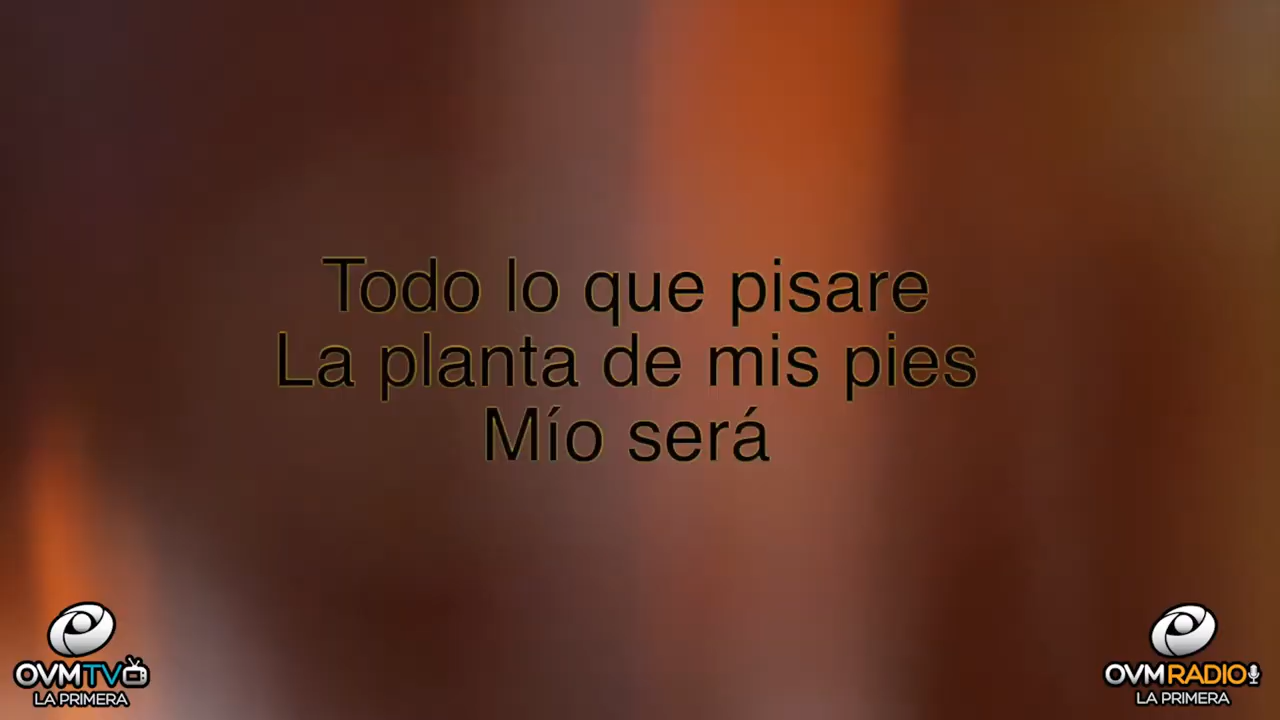 Todo lo que pisare
La planta de mis pies
Mío será
OVMTV
LA PRIMERA
OVMRADIO
LA PRIMERA